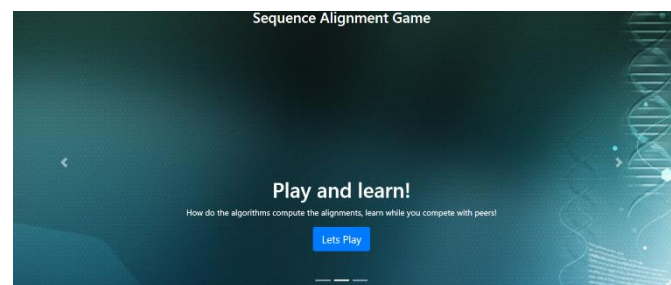 Sequence Alignment Game
Play and learn!
How do the algorithms compute the alignments, learn while you compete with peers!
Lets Play